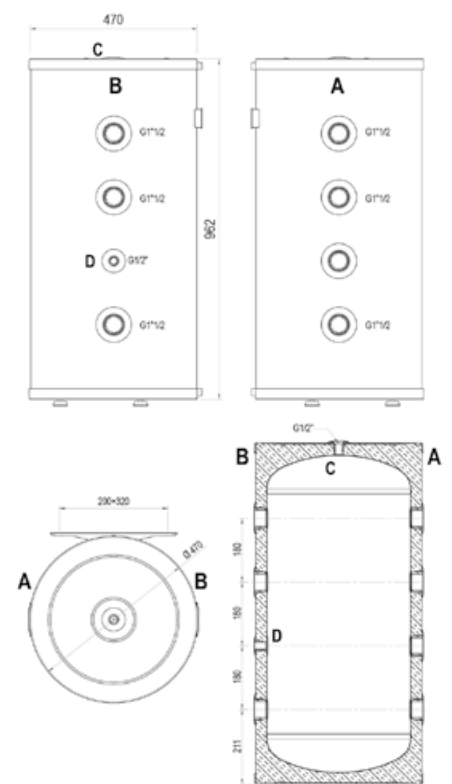 470
C
B
G1"1/2
G1"1/2
D G1/2"
G1"1/2
962
A
G1"1/2
G1"1/2
G1"1/2
200÷320
Ø 470
A B
G1/2"
B C A
180
180
D
180
211